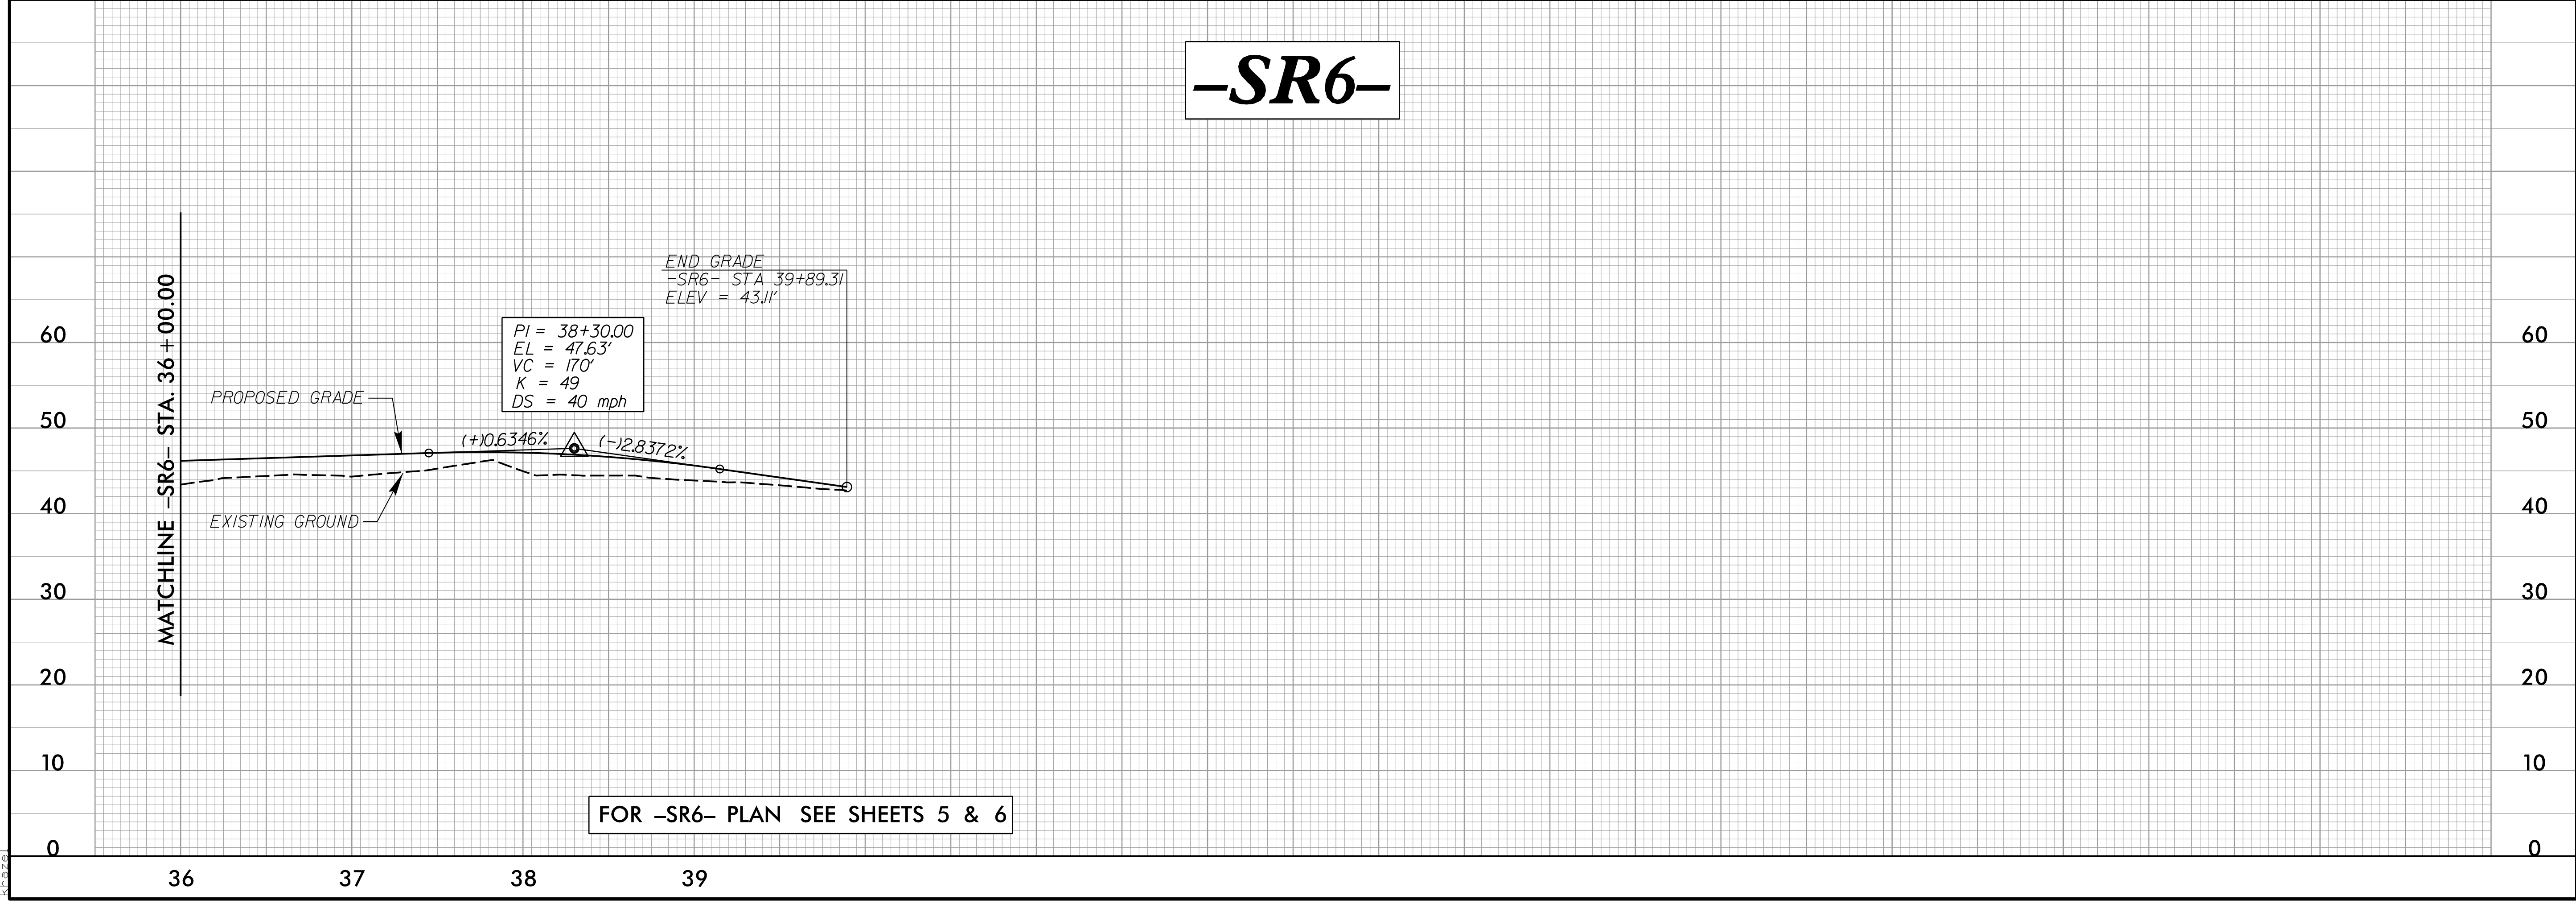 –SR6–
MATCHLINE –SR6– STA. 36+00.00
END GRADE
-SR6- STA 39+89.31
ELEV = 43.11'
PI = 38+30.00
EL = 47.63'
VC = 170'
K = 49
DS = 40 mph
PROPOSED GRADE
(+)0.6346%
(-)2.8372%
EXISTING GROUND
60
60
50
50
40
40
30
30
20
20
10
10
FOR –SR6– PLAN SEE SHEETS 5 & 6
0
0
36
37
38
39
khazel